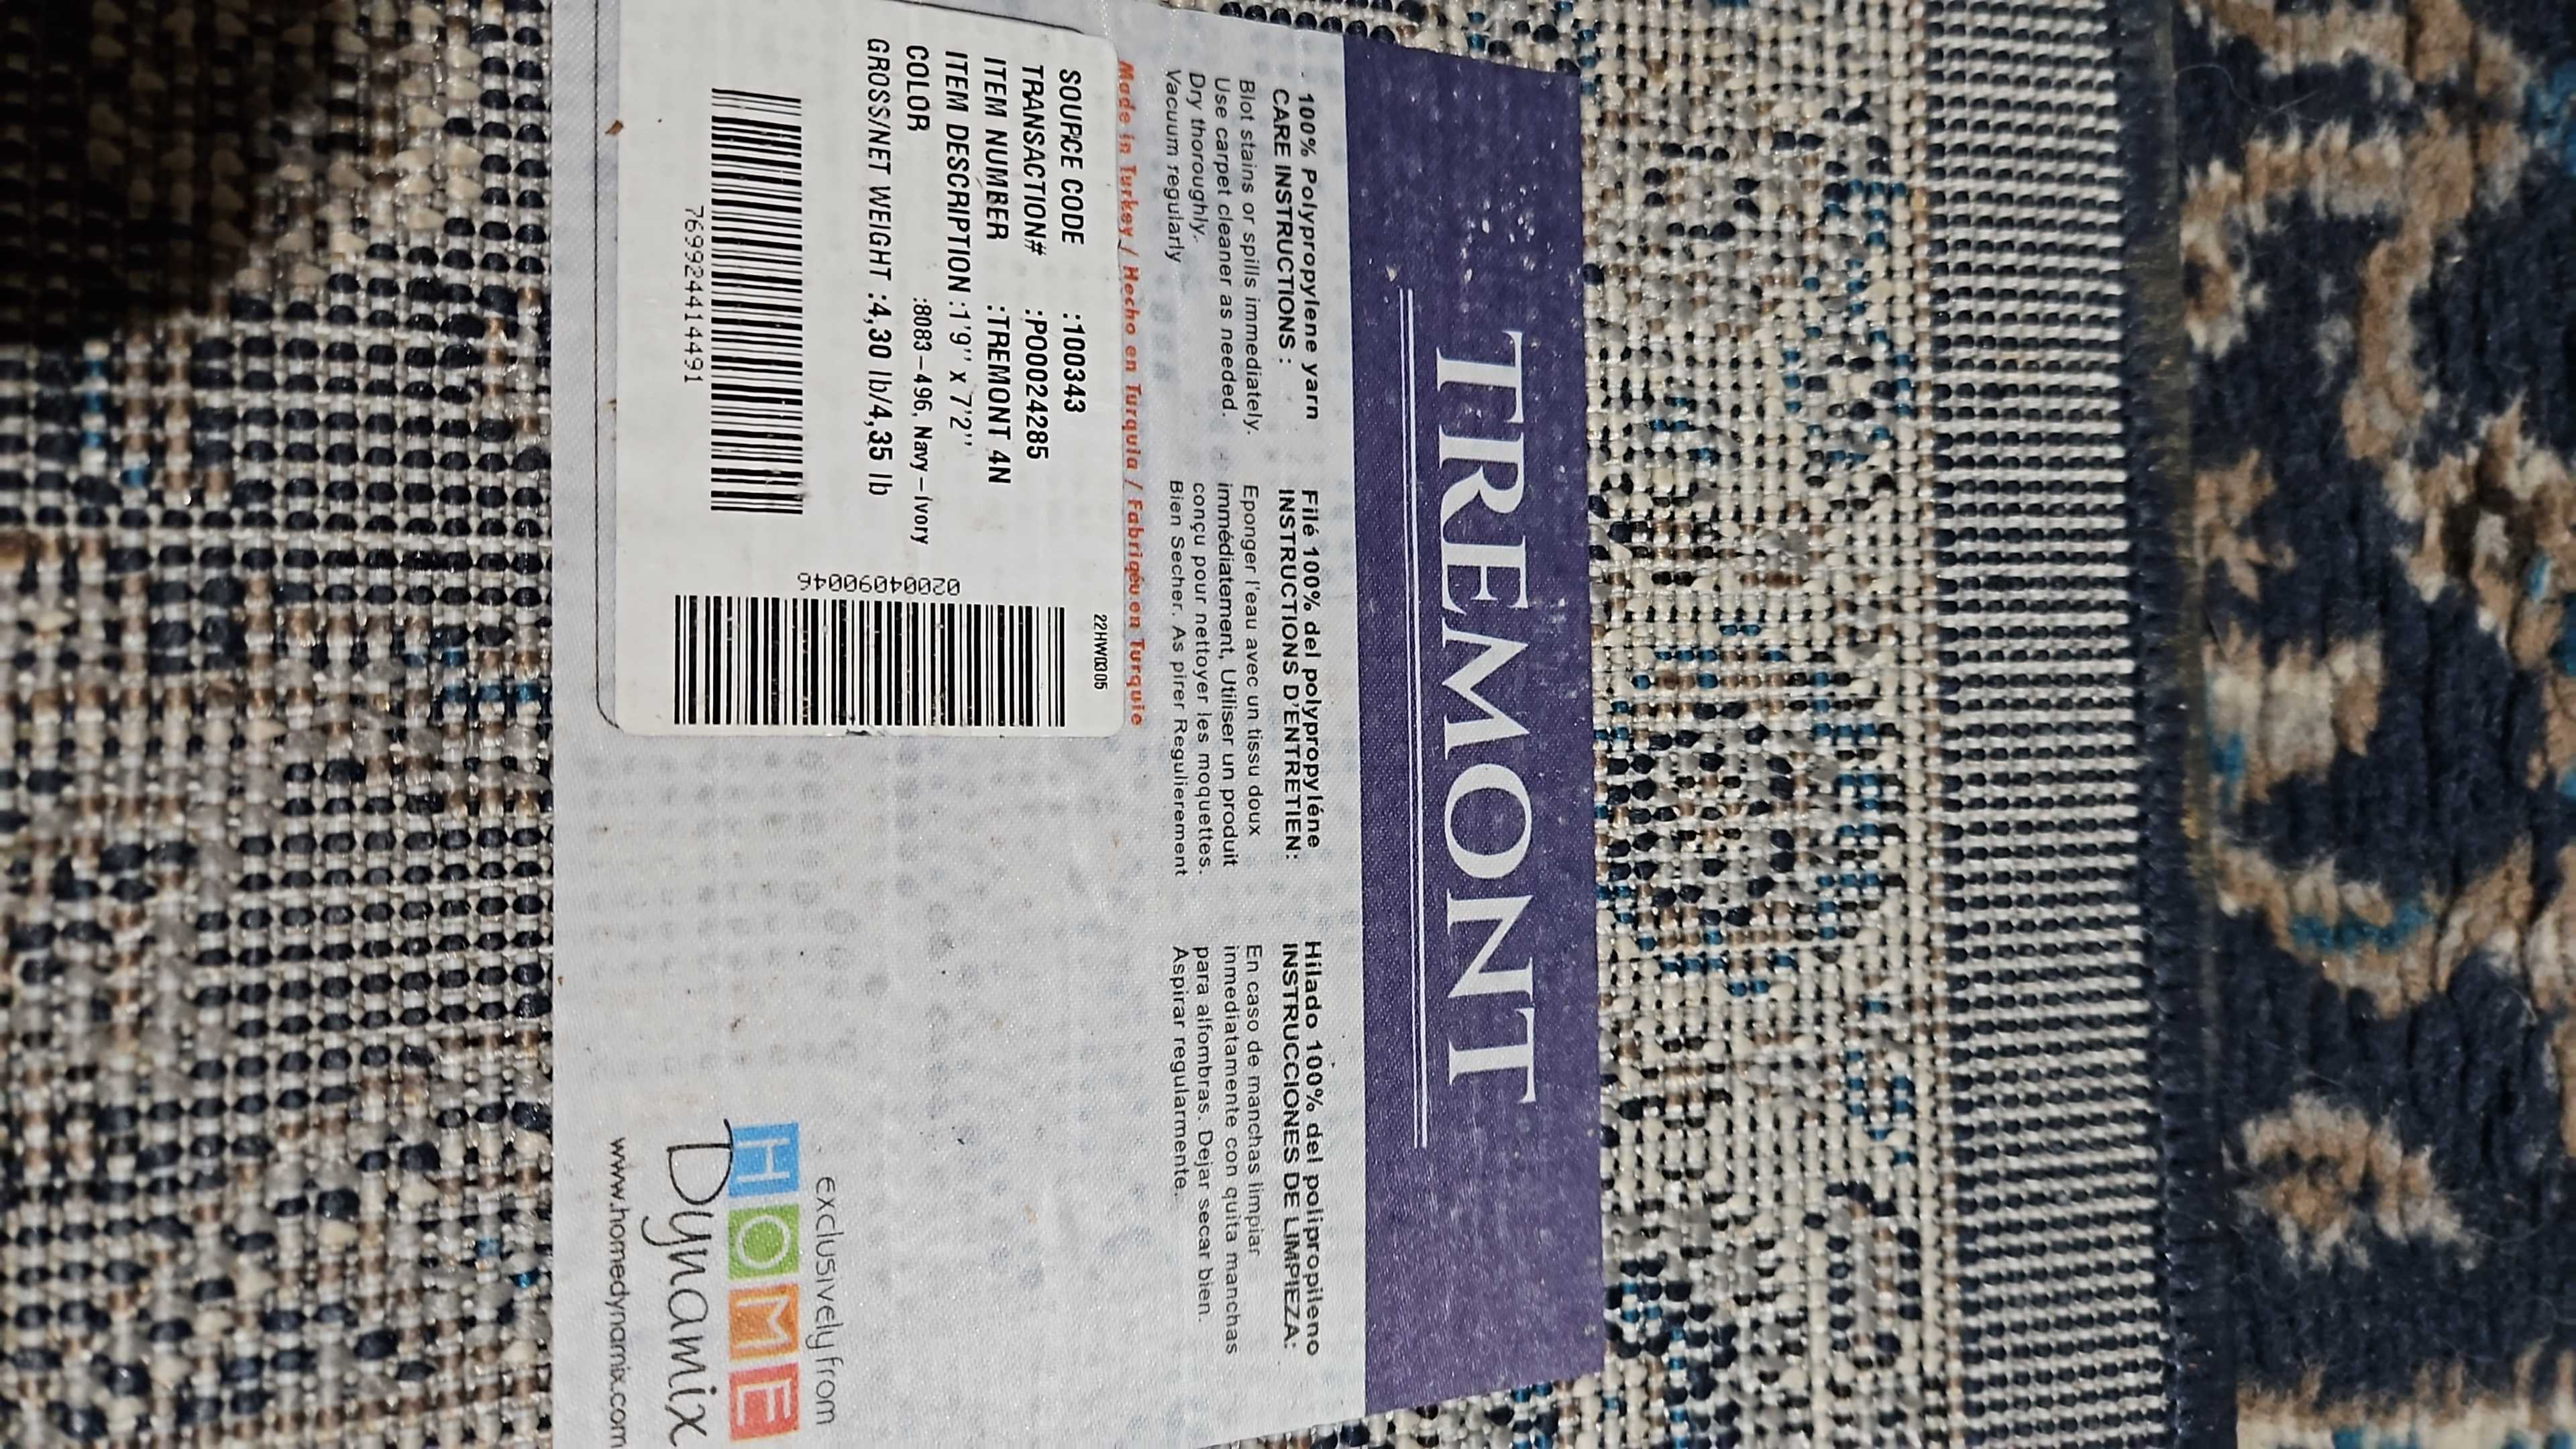 TREMONT
100% Polypropylene yarn
CARE INSTRUCTIONS :
Blot stains or spills immediately.
Use carpet cleaner as needed.
Dry thoroughly.
Vacuum regularly
Filé 100% del polypropyléne
INSTRUCTIONS D'ENTRETIEN:
Eponger l'eau avec un tissu doux
immédiatement, Utiliser un produit
conçu pour nettoyer les moquettes.
Bien Secher. As pirer Regulierement
Hilado 100% del polipropileno
INSTRUCCIONES DE LIMPIEZA:
En caso de manchas limpiar
inmediatamente con quita manchas
para alfombras. Dejar secar bien.
Aspirar regularmente.
Made in Turkey / Hecho en Turquia / Fabriqeu en Turquie
22HW0305
SOURCE CODE :100343
TRANSACTION# :PO0024285
ITEM NUMBER :TREMONT 4N
ITEM DESCRIPTION :1'9'' x 7'2''
COLOR :8083-496, Navy-Ivory
GROSS/NET WEIGHT :4,30 lb/4,35 lb
769924414491
020004090046
exclusively from
HOME
Dynamix
www.homedynamix.com